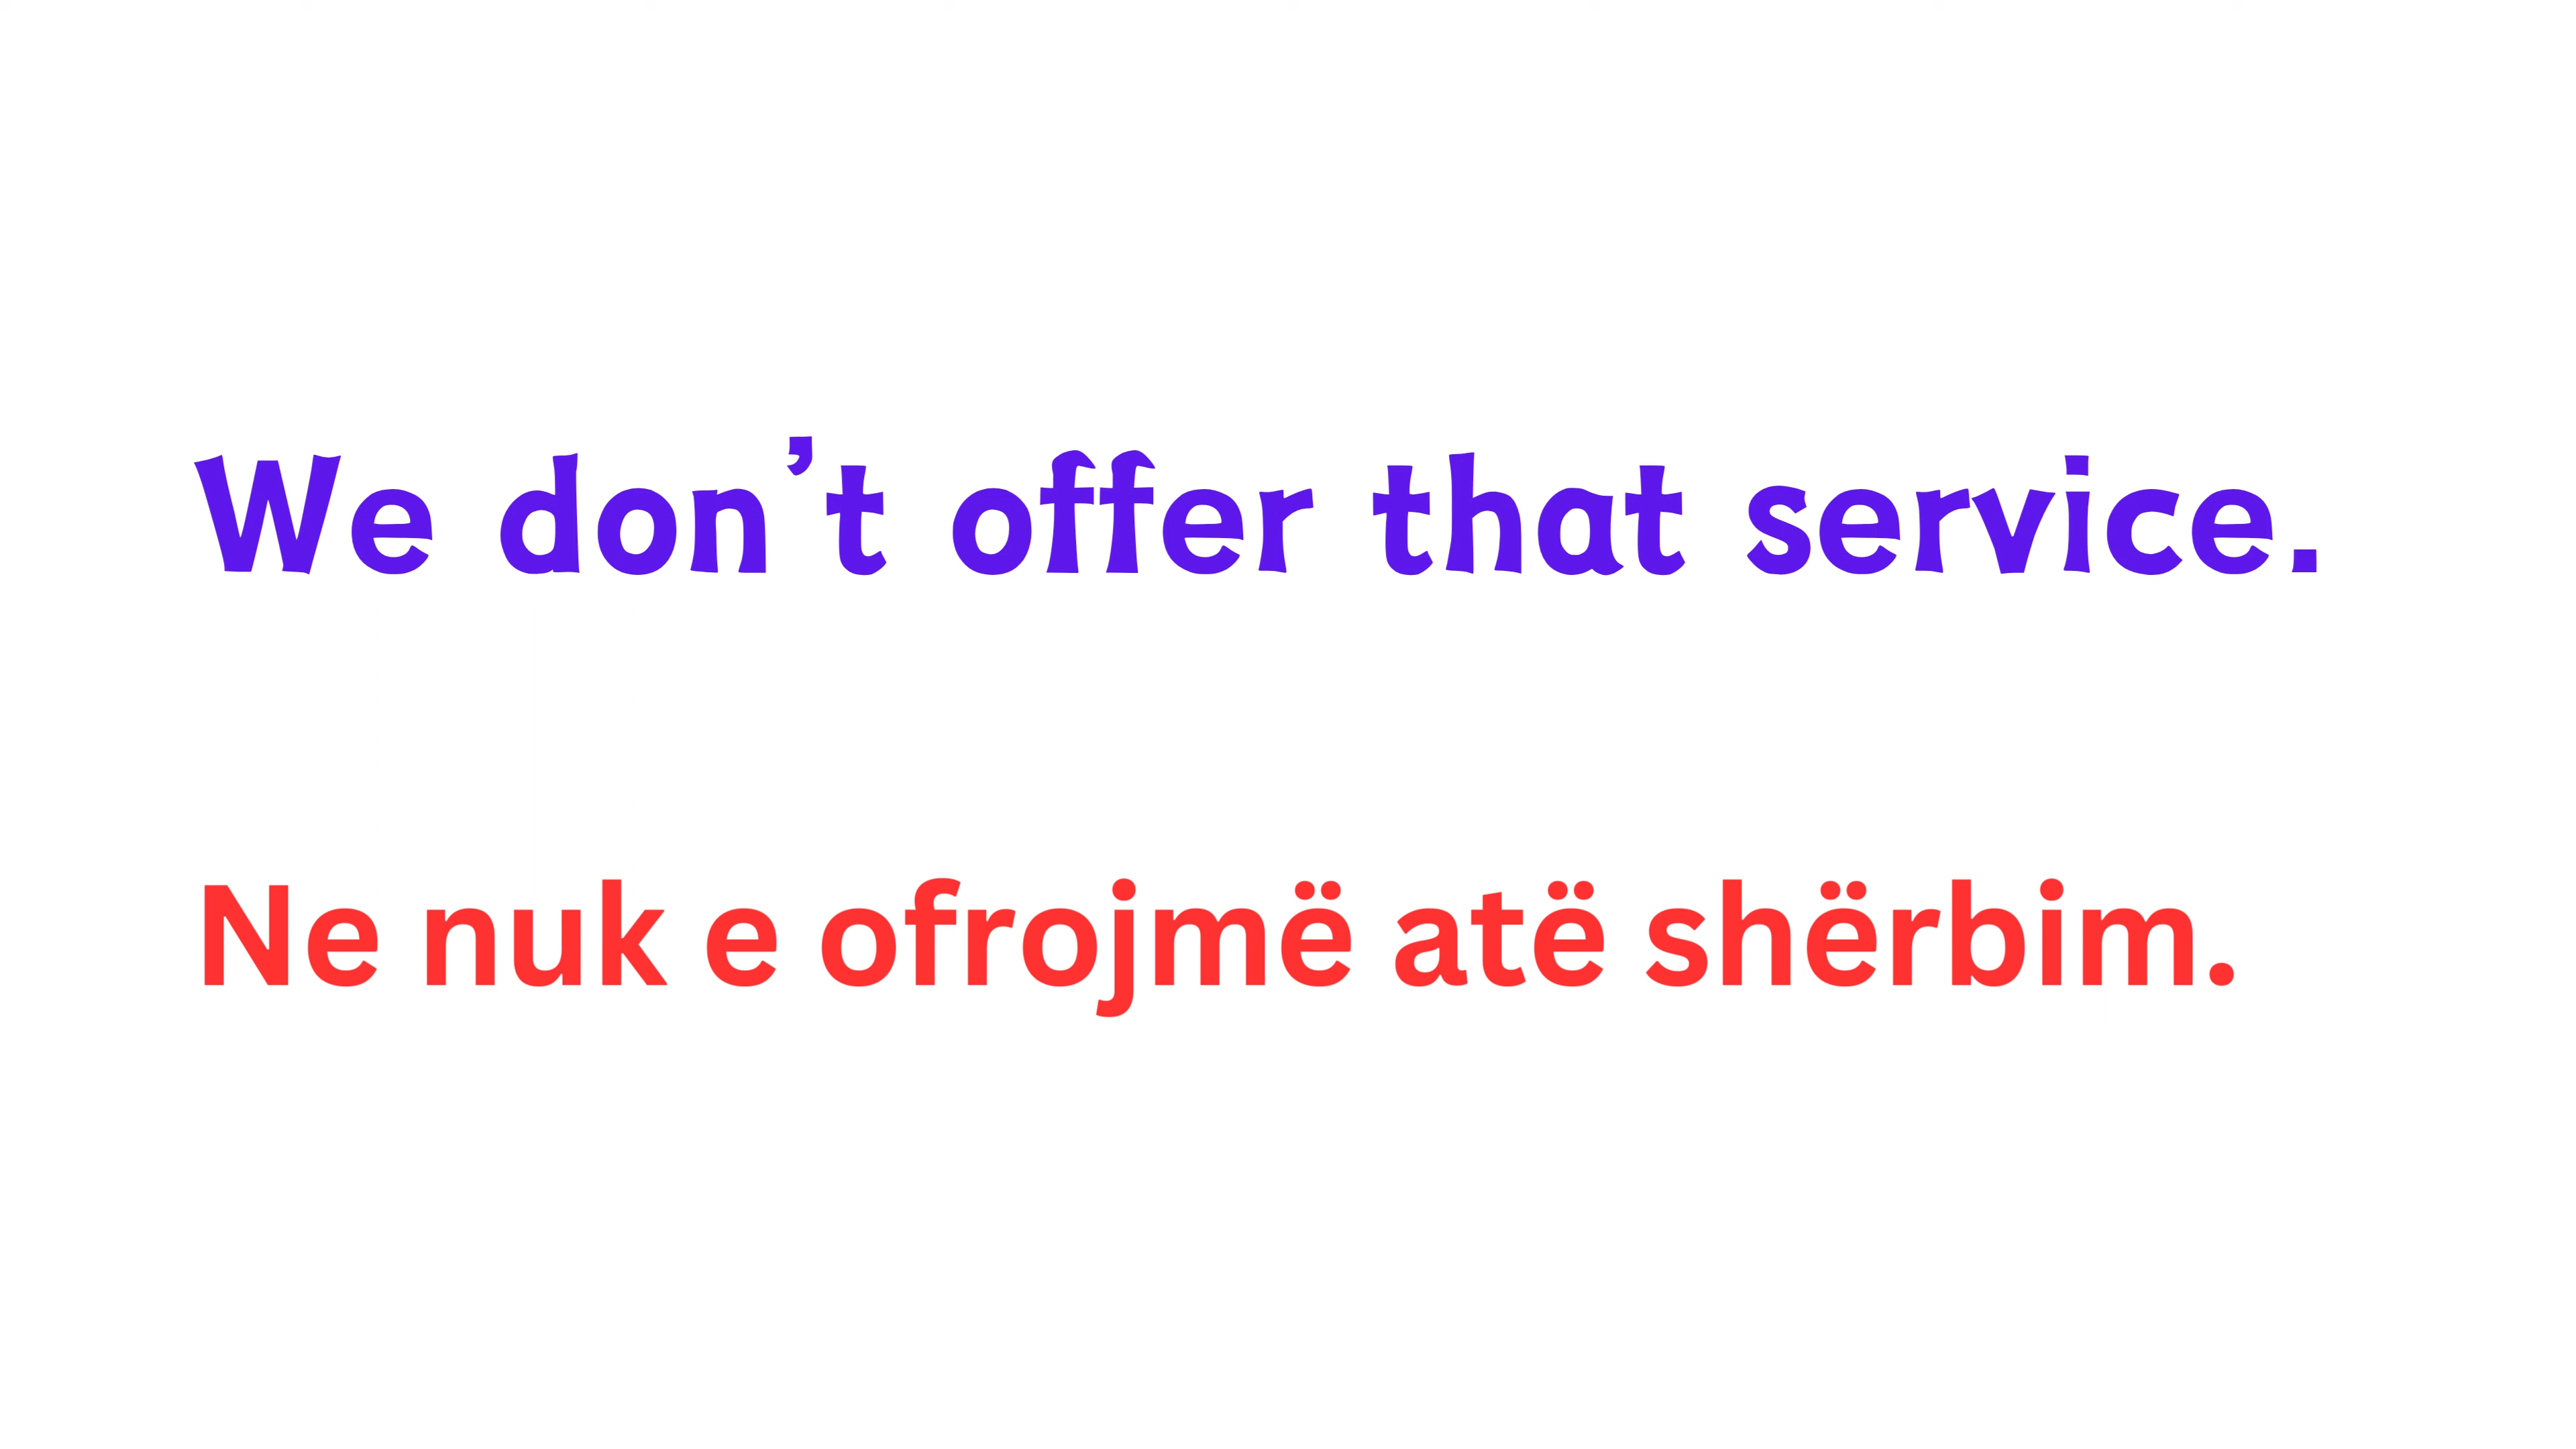 We don’t offer that service.
Ne nuk e ofrojmë atë shërbim.